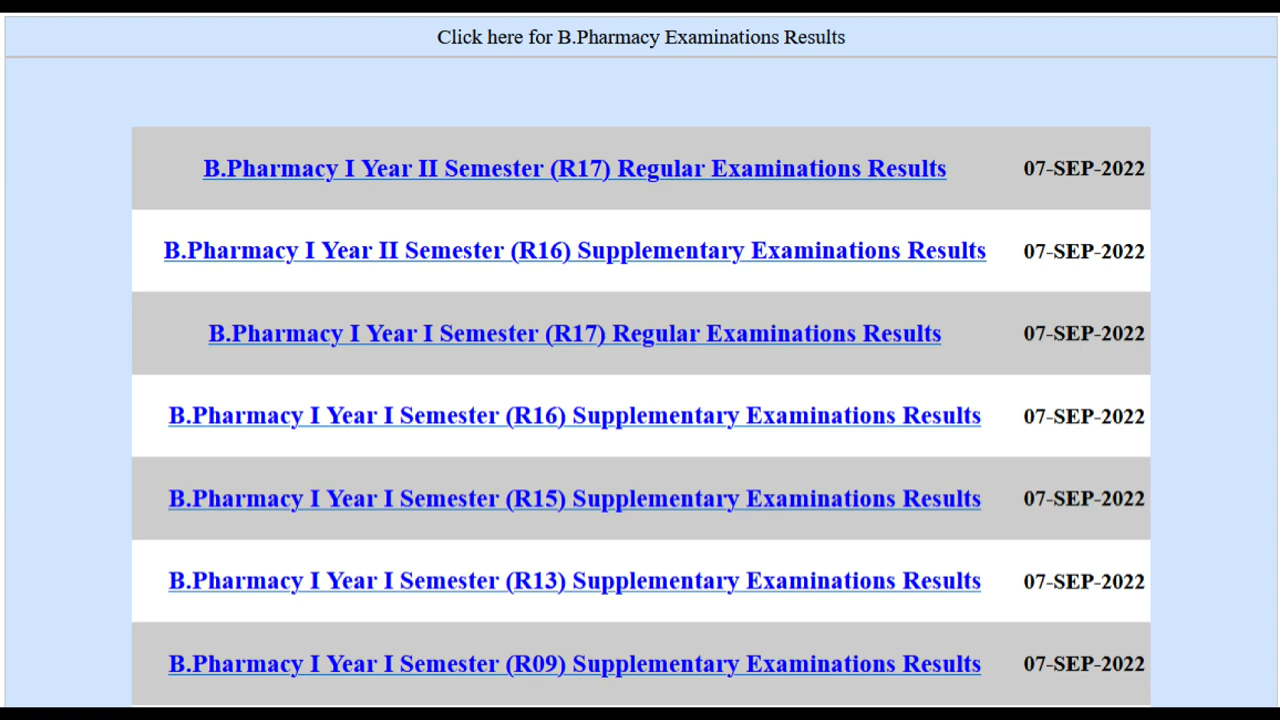 Click here for B.Pharmacy Examinations Results
B.Pharmacy I Year II Semester (R17) Regular Examinations Results 07-SEP-2022
B.Pharmacy I Year II Semester (R16) Supplementary Examinations Results 07-SEP-2022
B.Pharmacy I Year I Semester (R17) Regular Examinations Results 07-SEP-2022
B.Pharmacy I Year I Semester (R16) Supplementary Examinations Results 07-SEP-2022
B.Pharmacy I Year I Semester (R15) Supplementary Examinations Results 07-SEP-2022
B.Pharmacy I Year I Semester (R13) Supplementary Examinations Results 07-SEP-2022
B.Pharmacy I Year I Semester (R09) Supplementary Examinations Results 07-SEP-2022